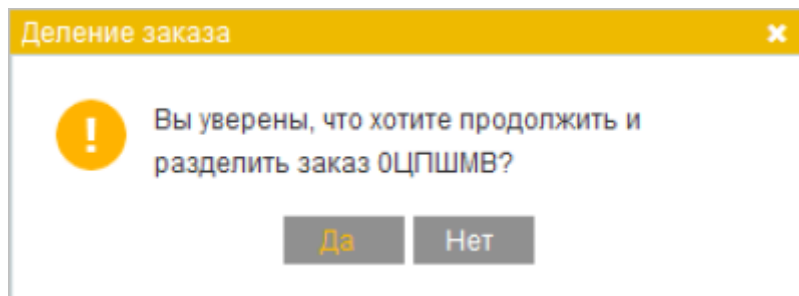 Деление заказа
Вы уверены, что хотите продолжить и
разделить заказ 0ЦПШМВ?
Да Нет